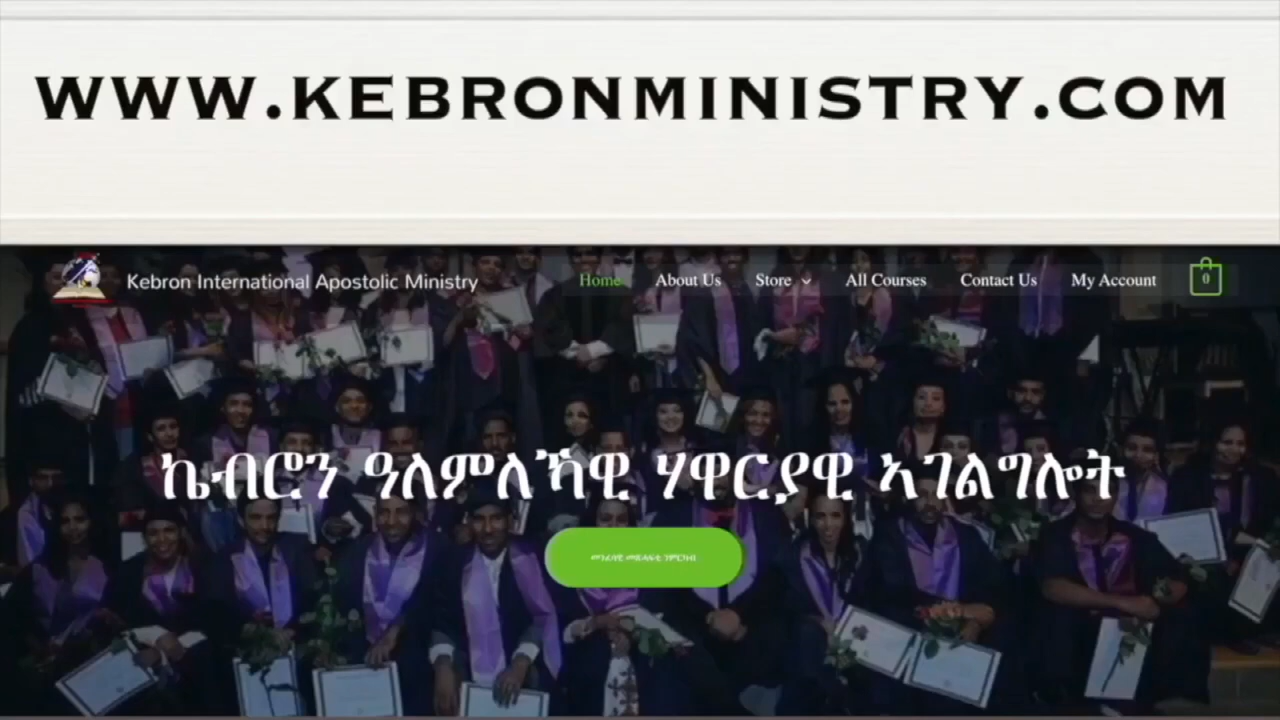 WWW.KEBRONMINISTRY.COM
Kebron International Apostolic Ministry
Home About Us Store All Courses Contact Us My Account 0
ኬብሮን ዓለምለኻዊ ሃዋርያዊ ኣገልግሎት